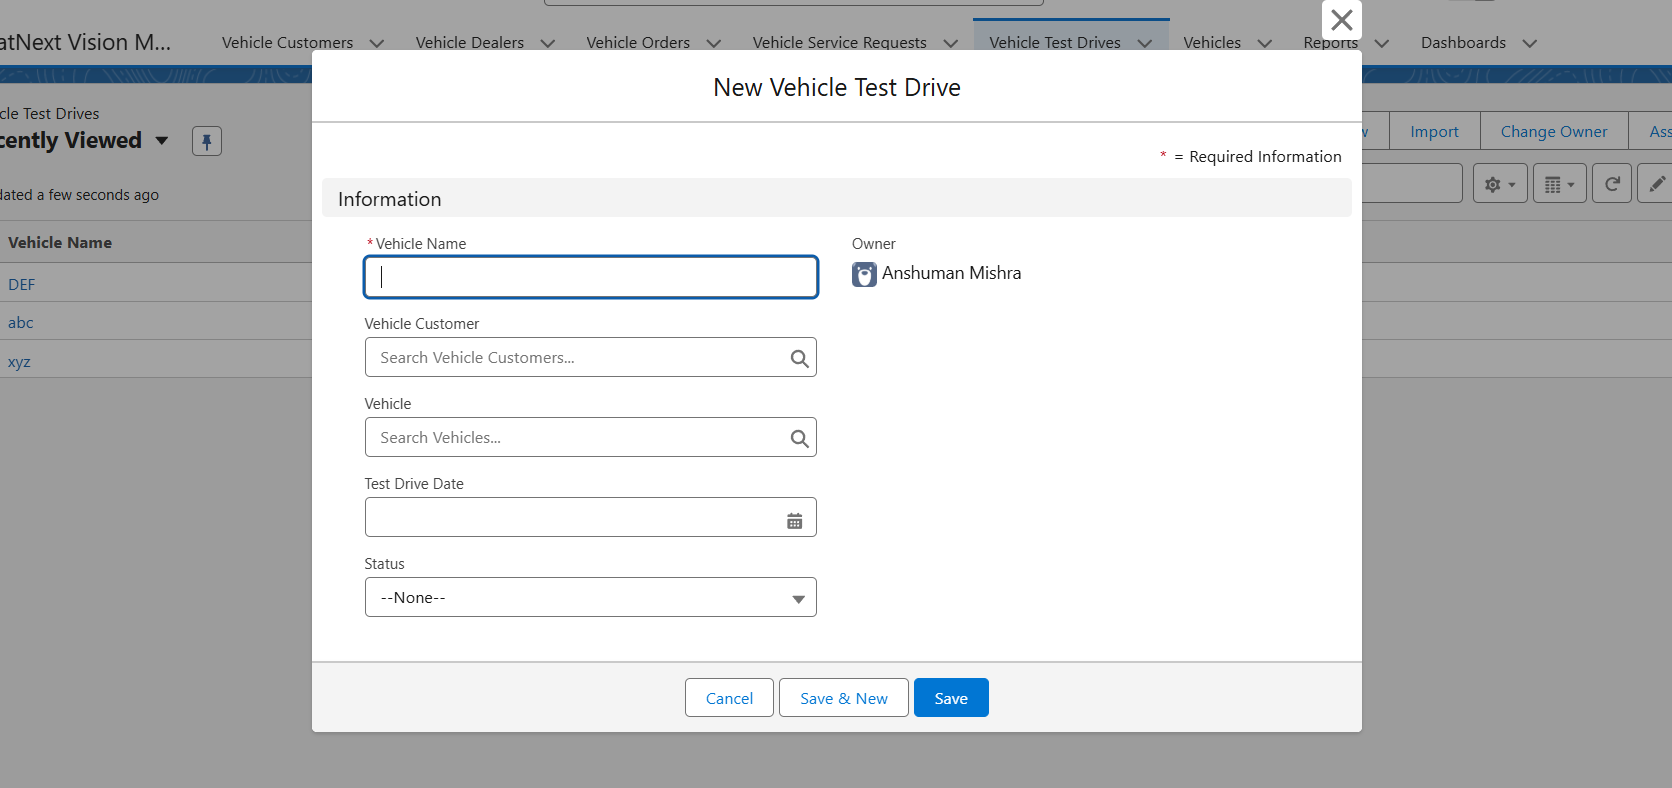 atNext Vision M...
Vehicle Customers
Vehicle Dealers
Vehicle Orders
Vehicle Service Requests
Vehicle Test Drives
Vehicles
Reports
Dashboards
cle Test Drives
cently Viewed
dated a few seconds ago
Import
Change Owner
Ass
Vehicle Name
DEF
abc
xyz
New Vehicle Test Drive
* = Required Information
Information
*Vehicle Name
Owner
Anshuman Mishra
Vehicle Customer
Search Vehicle Customers...
Vehicle
Search Vehicles...
Test Drive Date
Status
--None--
Cancel
Save & New
Save